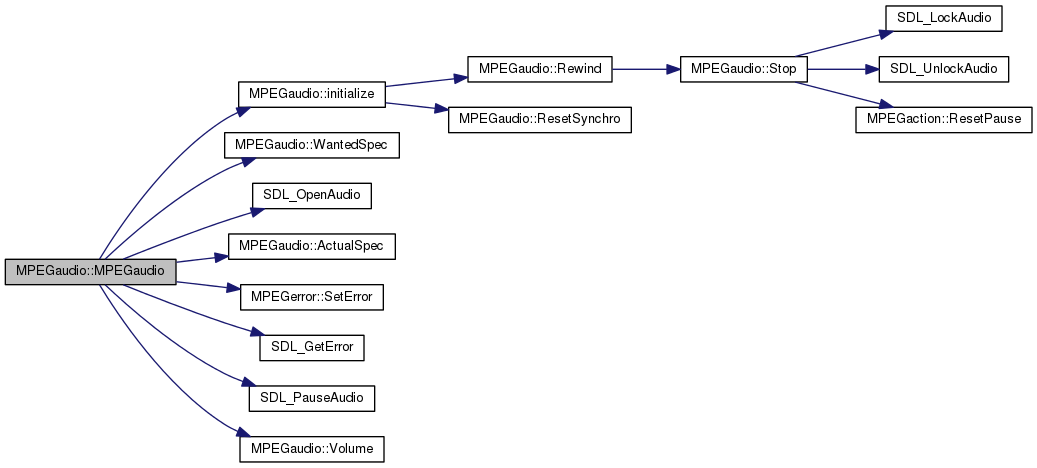 SDL_LockAudio
MPEGaudio::Rewind
MPEGaudio::Stop
SDL_UnlockAudio
MPEGaudio::initialize
MPEGaudio::ResetSynchro
MPEGaction::ResetPause
MPEGaudio::WantedSpec
SDL_OpenAudio
MPEGaudio::ActualSpec
MPEGaudio::MPEGaudio
MPEGerror::SetError
SDL_GetError
SDL_PauseAudio
MPEGaudio::Volume